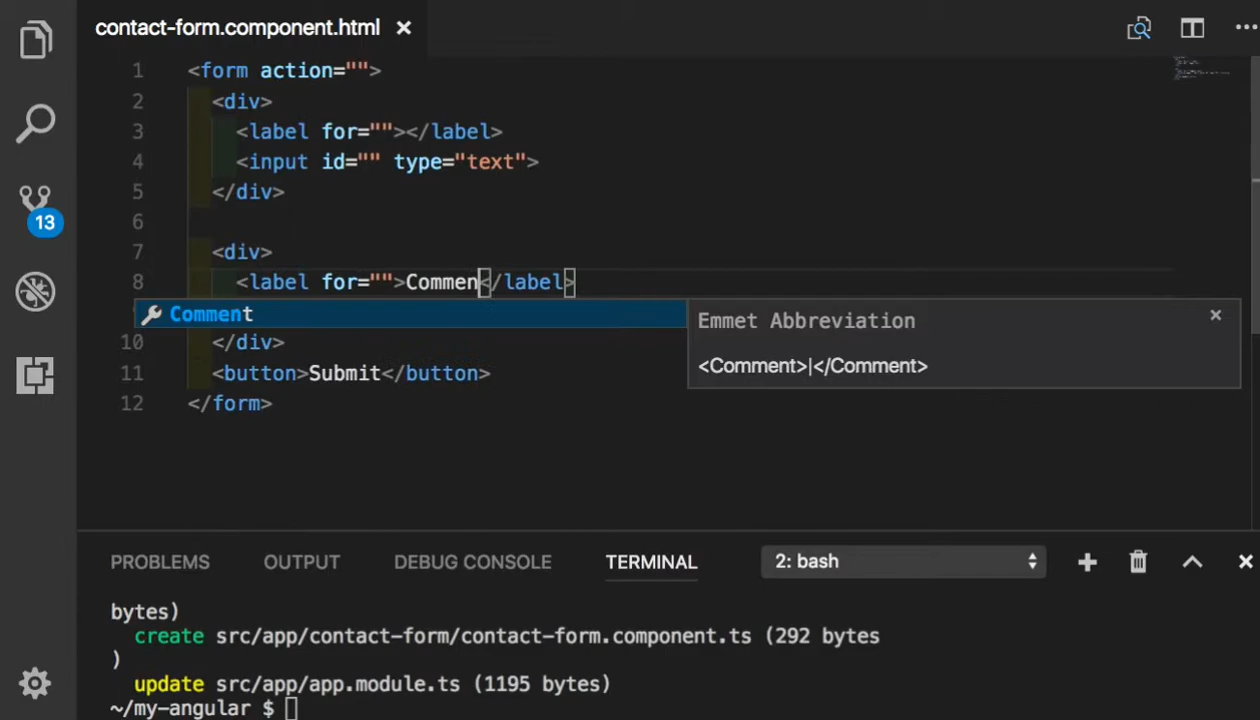 contact-form.component.html
1 <form action="">
2 <div>
3 <label for=""></label>
4 <input id="" type="text">
5 </div>
6
13
7 <div>
8 <label for="">Commen</label>
Comment
Emmet Abbreviation
<Comment>|</Comment>
10 </div>
11 <button>Submit</button>
12 </form>
PROBLEMS OUTPUT DEBUG CONSOLE TERMINAL 2: bash
bytes)
create src/app/contact-form/contact-form.component.ts (292 bytes
)
update src/app/app.module.ts (1195 bytes)
~/my-angular $